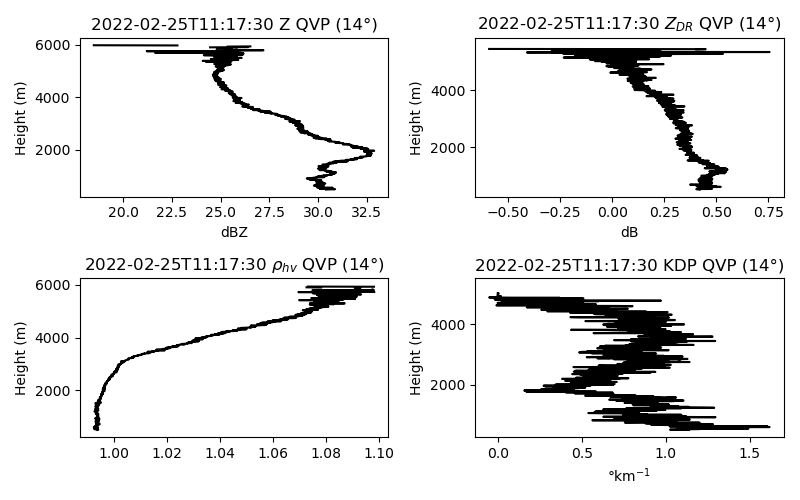 2022-02-25T11:17:30 Z QVP (14°)
6000
4000
2000
Height (m)
20.0 22.5 25.0 27.5 30.0 32.5
dBZ
2022-02-25T11:17:30 Z_DR QVP (14°)
4000
2000
Height (m)
−0.50 −0.25 0.00 0.25 0.50 0.75
dB
2022-02-25T11:17:30 ρ_hv QVP (14°)
6000
4000
2000
Height (m)
1.00 1.02 1.04 1.06 1.08 1.10
2022-02-25T11:17:30 KDP QVP (14°)
4000
2000
Height (m)
0.0 0.5 1.0 1.5
°km⁻¹